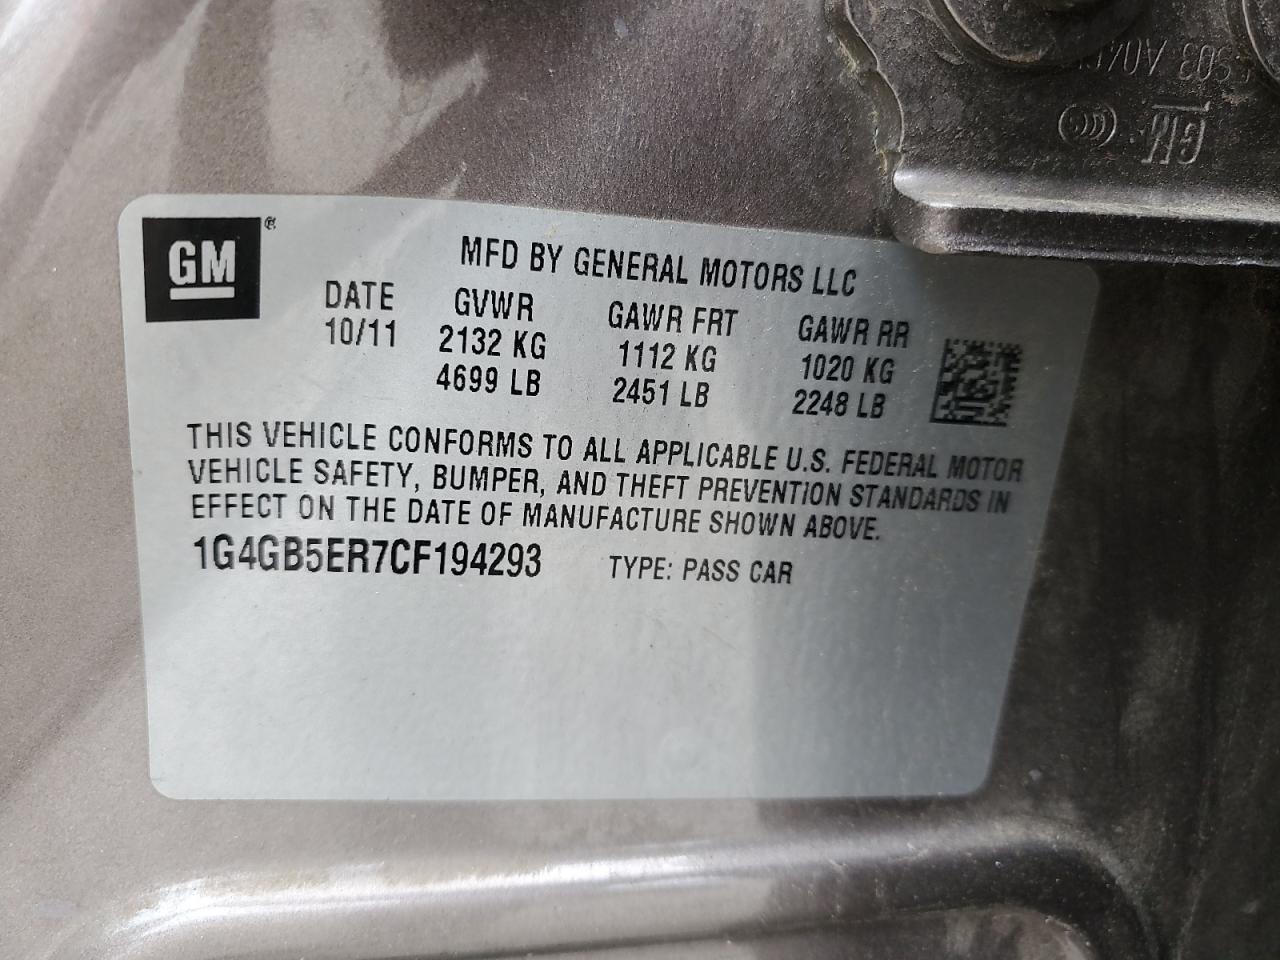 GM ®
MFD BY GENERAL MOTORS LLC
DATE GVWR GAWR FRT GAWR RR
10/11 2132 KG 1112 KG 1020 KG
4699 LB 2451 LB 2248 LB
THIS VEHICLE CONFORMS TO ALL APPLICABLE U.S. FEDERAL MOTOR
VEHICLE SAFETY, BUMPER, AND THEFT PREVENTION STANDARDS IN
EFFECT ON THE DATE OF MANUFACTURE SHOWN ABOVE.
1G4GB5ER7CF194293 TYPE: PASS CAR
GM